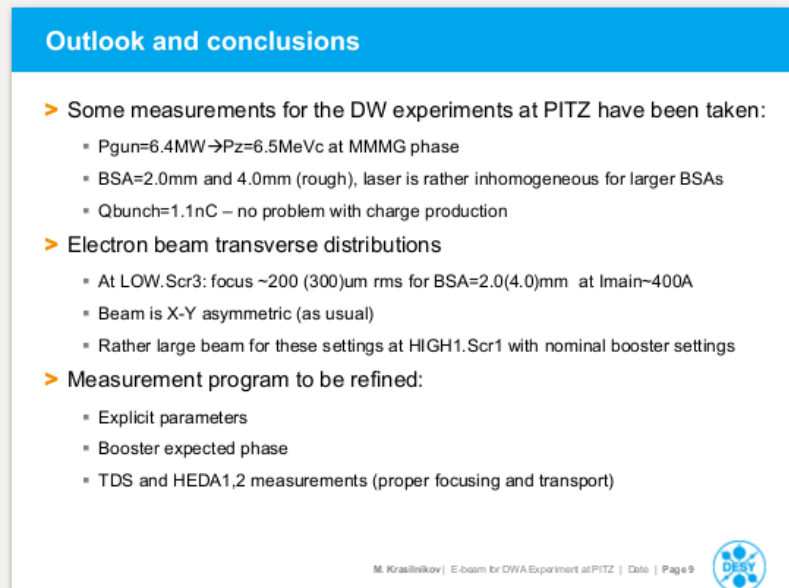 Outlook and conclusions
> Some measurements for the DW experiments at PITZ have been taken:
▪ Pgun=6.4MW→Pz=6.5MeVc at MMMG phase
▪ BSA=2.0mm and 4.0mm (rough), laser is rather inhomogeneous for larger BSAs
▪ Qbunch=1.1nC – no problem with charge production
> Electron beam transverse distributions
▪ At LOW.Scr3: focus ~200 (300)um rms for BSA=2.0(4.0)mm at Imain~400A
▪ Beam is X-Y asymmetric (as usual)
▪ Rather large beam for these settings at HIGH1.Scr1 with nominal booster settings
> Measurement program to be refined:
▪ Explicit parameters
▪ Booster expected phase
▪ TDS and HEDA1,2 measurements (proper focusing and transport)
M. Krasilnikov | E-beam for DWA Experiment at PITZ | Date | Page 9
DESY